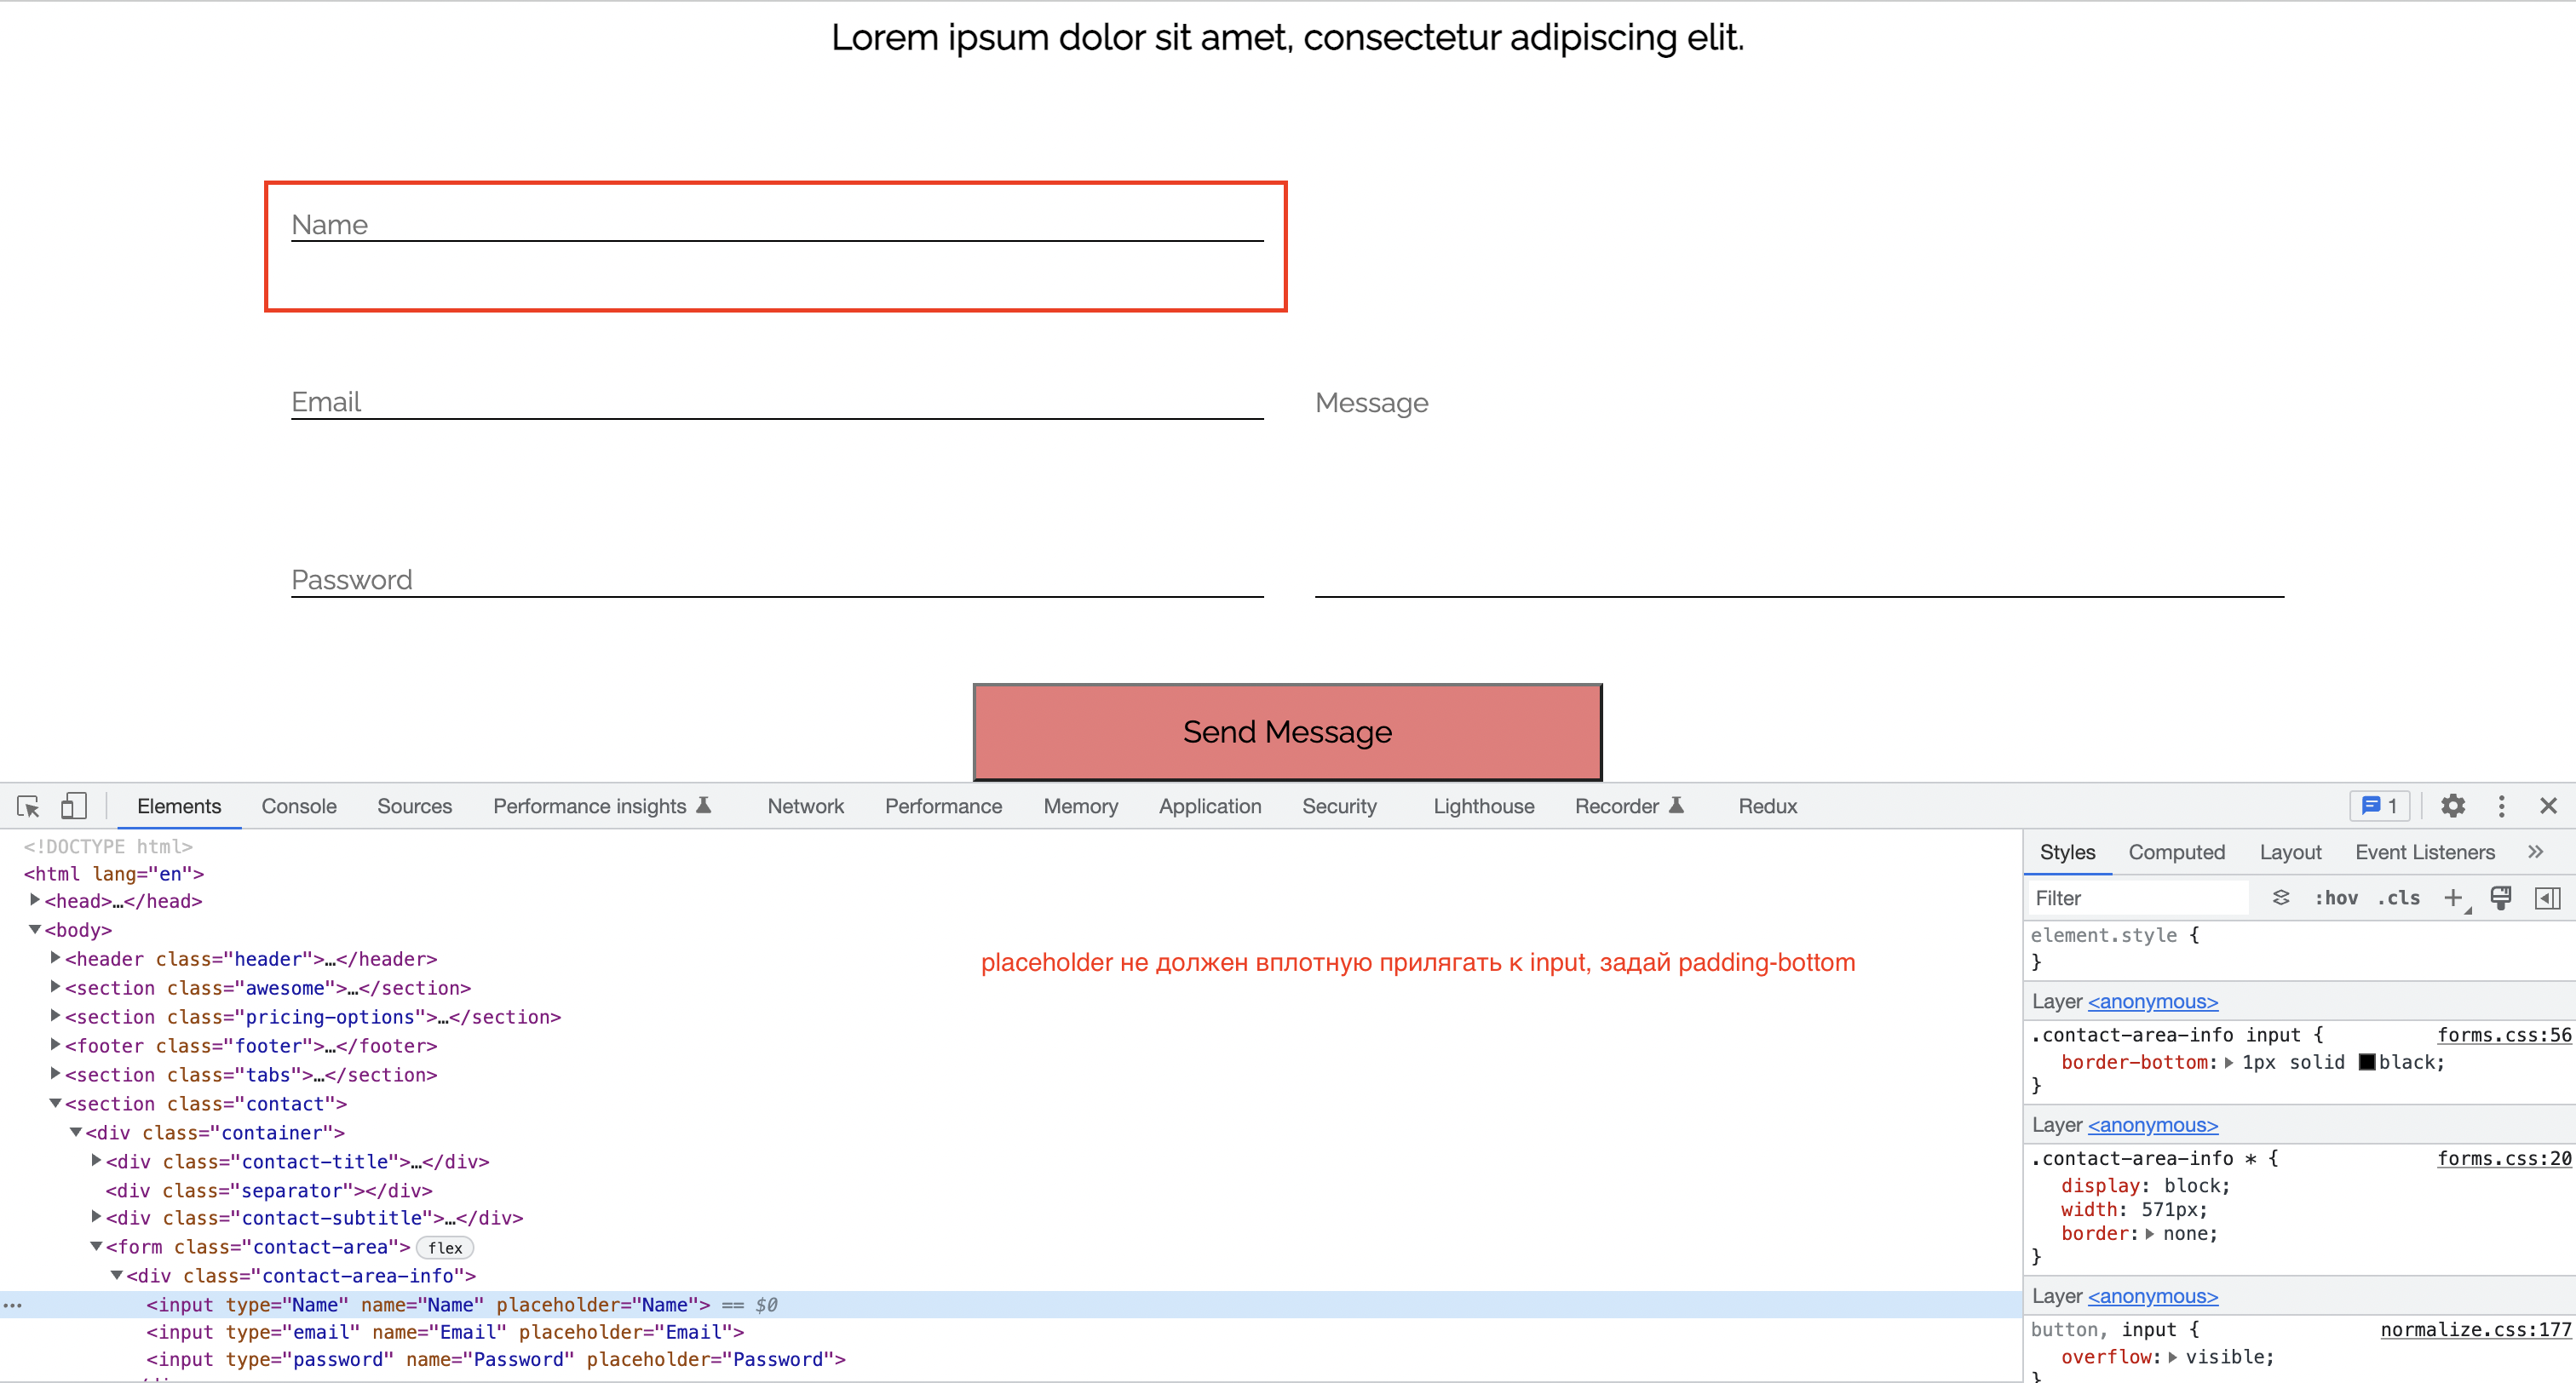 Lorem ipsum dolor sit amet, consectetur adipiscing elit.
Name
Email
Message
Password
Send Message
Elements Console Sources Performance insights Network Performance Memory Application Security Lighthouse Recorder Redux 1
<!DOCTYPE html>
<html lang="en">
<head>…</head>
<body>
<header class="header">…</header>
<section class="awesome">…</section>
<section class="pricing-options">…</section>
<footer class="footer">…</footer>
<section class="tabs">…</section>
<section class="contact">
<div class="container">
<div class="contact-title">…</div>
<div class="separator"></div>
<div class="contact-subtitle">…</div>
<form class="contact-area"> flex
<div class="contact-area-info">
… <input type="Name" name="Name" placeholder="Name"> == $0
<input type="email" name="Email" placeholder="Email">
<input type="password" name="Password" placeholder="Password">
placeholder не должен вплотную прилягать к input, задай padding-bottom
Styles Computed Layout Event Listeners »
Filter :hov .cls +
element.style {
}
Layer <anonymous>
.contact-area-info input { forms.css:56
border-bottom: 1px solid black;
}
Layer <anonymous>
.contact-area-info * { forms.css:20
display: block;
width: 571px;
border: none;
}
Layer <anonymous>
button, input { normalize.css:177
overflow: visible;
}